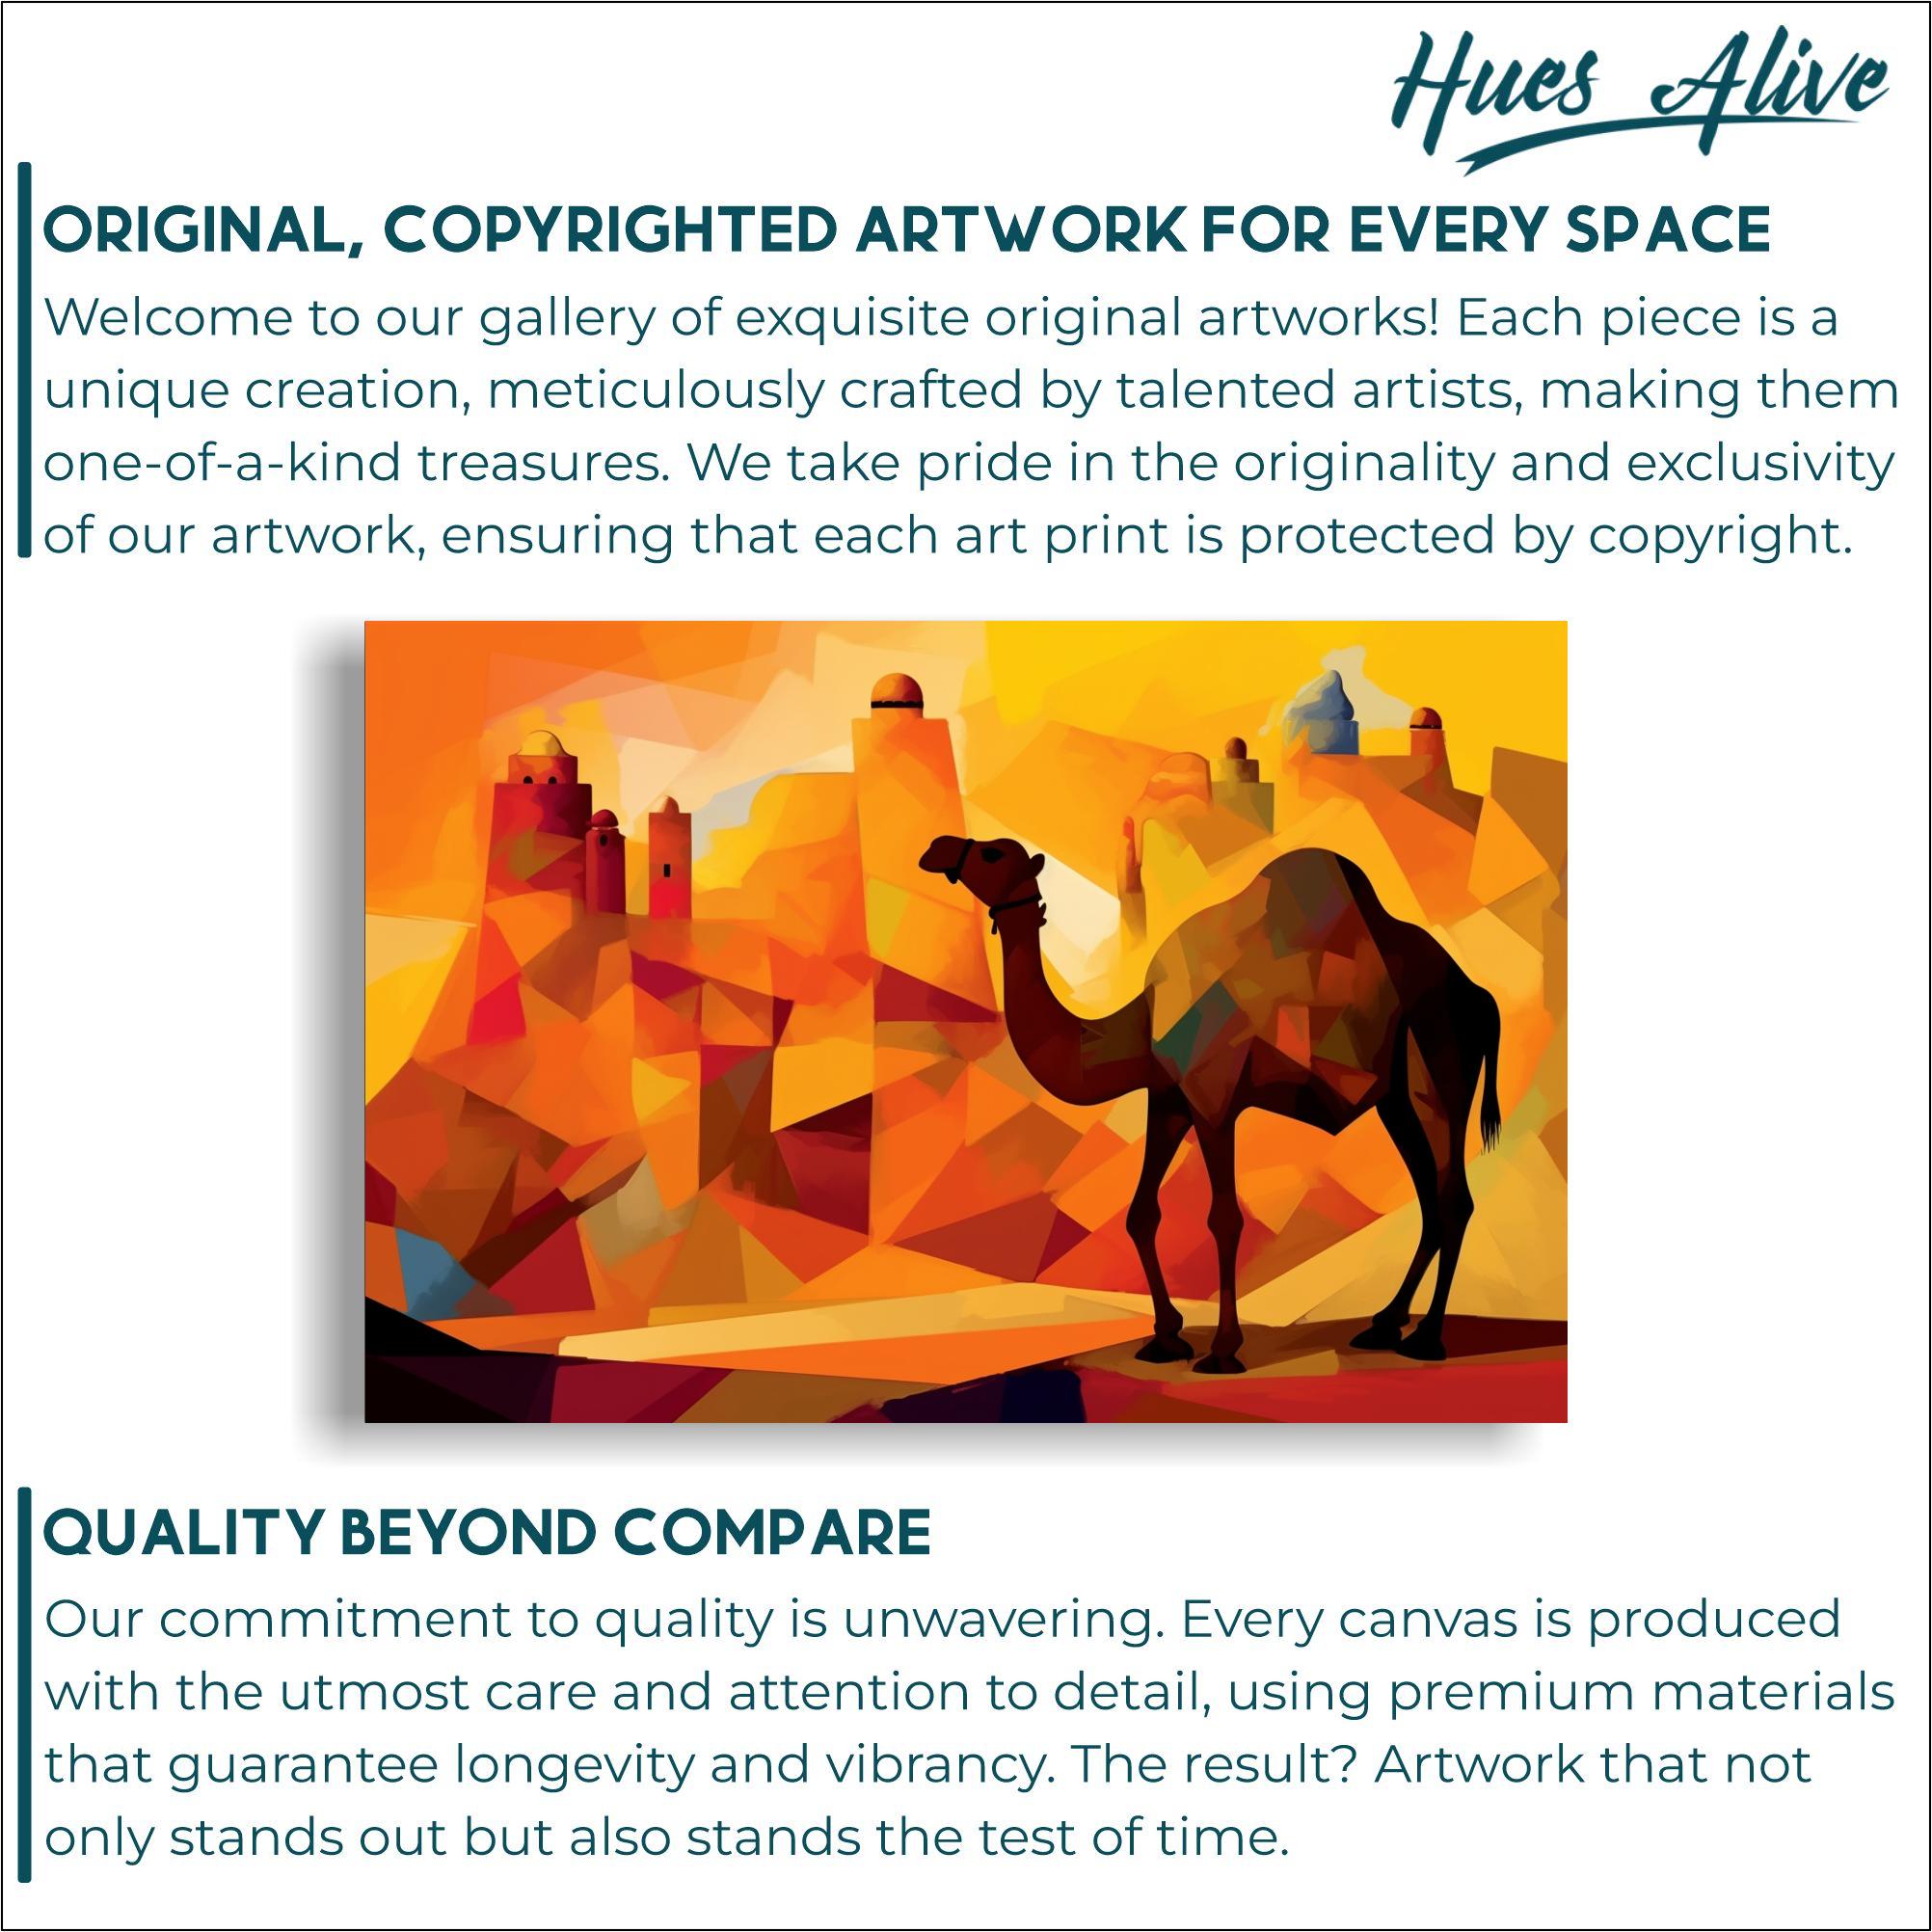 Hues Alive
ORIGINAL, COPYRIGHTED ARTWORK FOR EVERY SPACE
Welcome to our gallery of exquisite original artworks! Each piece is a
unique creation, meticulously crafted by talented artists, making them
one-of-a-kind treasures. We take pride in the originality and exclusivity
of our artwork, ensuring that each art print is protected by copyright.
QUALITY BEYOND COMPARE
Our commitment to quality is unwavering. Every canvas is produced
with the utmost care and attention to detail, using premium materials
that guarantee longevity and vibrancy. The result? Artwork that not
only stands out but also stands the test of time.